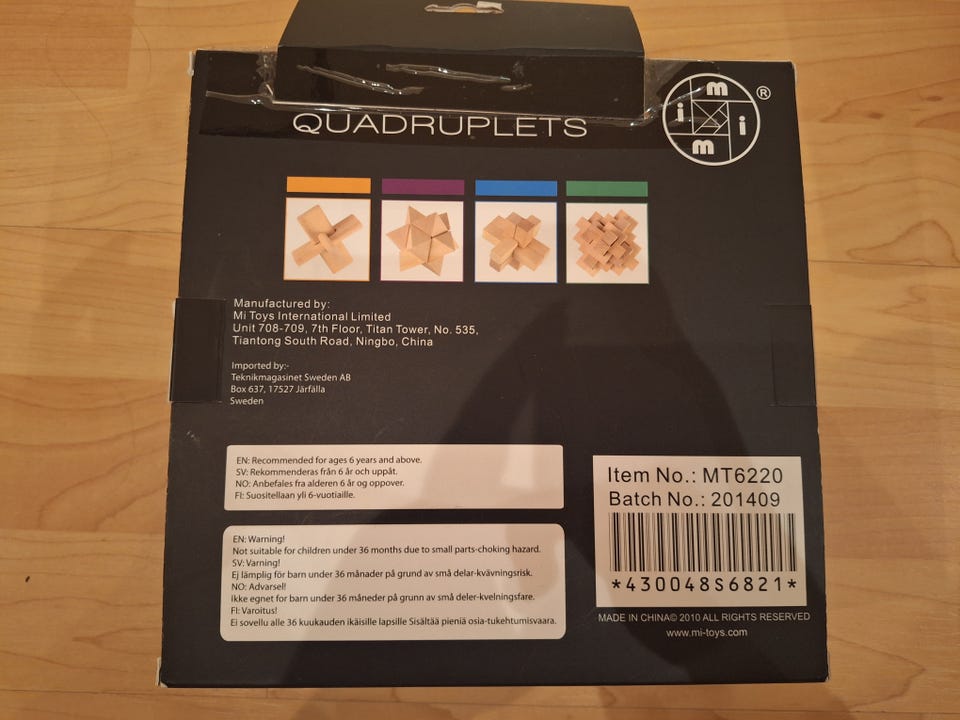 QUADRUPLETS
m
i
i
m
®
Manufactured by:
Mi Toys International Limited
Unit 708-709, 7th Floor, Titan Tower, No. 535,
Tiantong South Road, Ningbo, China
Imported by:-
Teknikmagasinet Sweden AB
Box 637, 17527 Järfälla
Sweden
EN: Recommended for ages 6 years and above.
SV: Rekommenderas från 6 år och uppåt.
NO: Anbefales fra alderen 6 år og oppover.
FI: Suositellaan yli 6-vuotiaille.
EN: Warning!
Not suitable for children under 36 months due to small parts-choking hazard.
SV: Varning!
Ej lämplig för barn under 36 månader på grund av små delar-kvävningsrisk.
NO: Advarsel!
Ikke egnet for barn under 36 måneder på grunn av små deler-kvelningsfare.
FI: Varoitus!
Ei sovellu alle 36 kuukauden ikäisille lapsille Sisältää pieniä osia-tukehtumisvaara.
Item No.: MT6220
Batch No.: 201409
*430048S6821*
MADE IN CHINA© 2010 ALL RIGHTS RESERVED
www.mi-toys.com